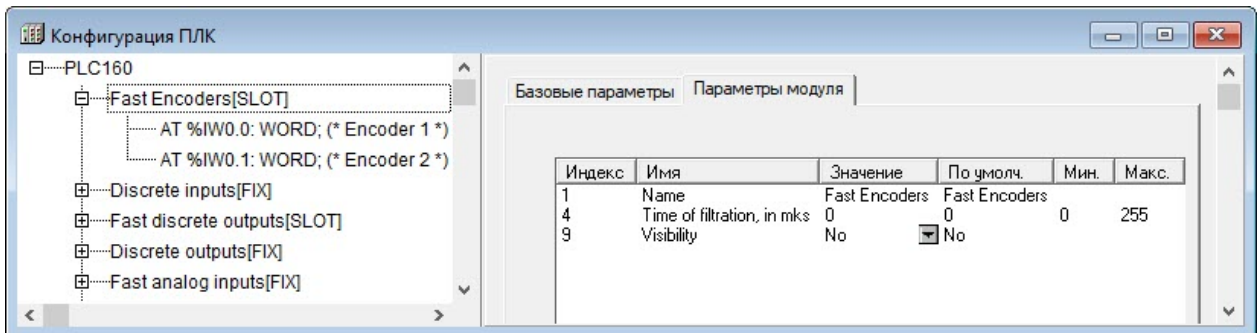 Конфигурация ПЛК
PLC160
Fast Encoders[SLOT]
AT %IW0.0: WORD; (* Encoder 1 *)
AT %IW0.1: WORD; (* Encoder 2 *)
Discrete inputs[FIX]
Fast discrete outputs[SLOT]
Discrete outputs[FIX]
Fast analog inputs[FIX]
Базовые параметры Параметры модуля
Индекс Имя Значение По умолч. Мин. Макс.
1 Name Fast Encoders Fast Encoders
4 Time of filtration, in mks 0 0 0 255
9 Visibility No No